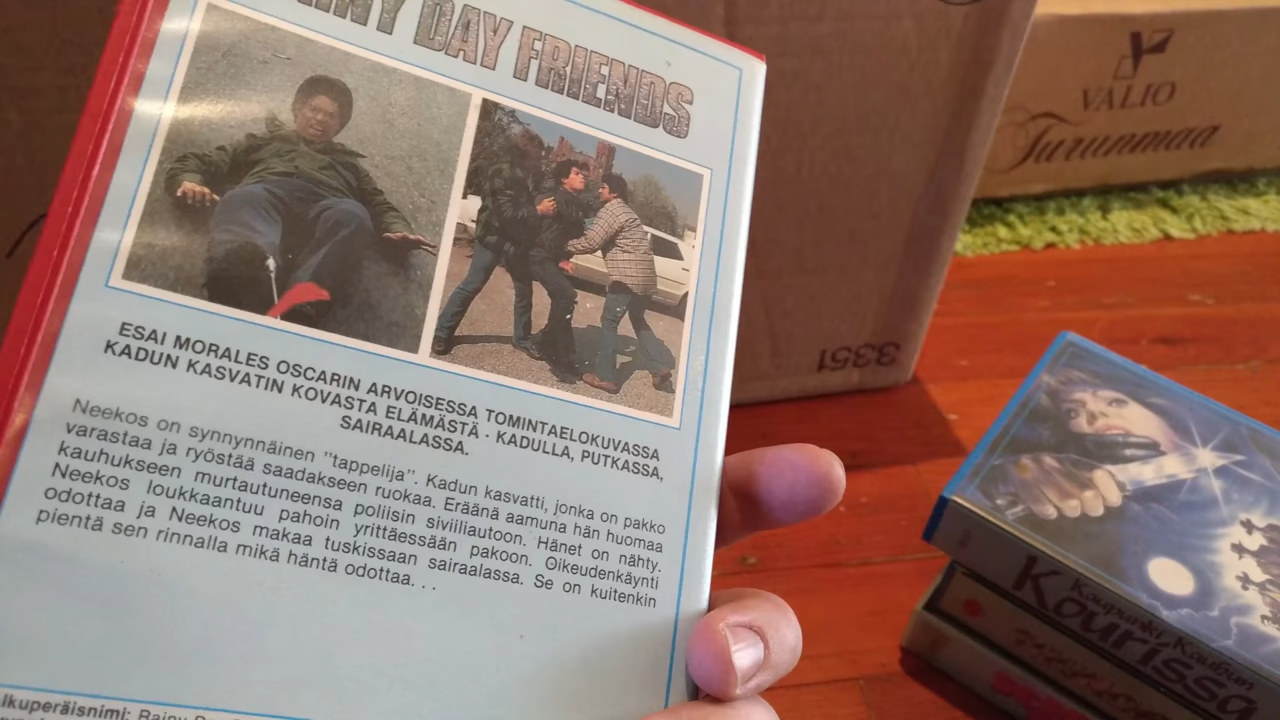 INY DAY FRIENDS
ESAI MORALES OSCARIN ARVOISESSA TOMINTAELOKUVASSA
KADUN KASVATIN KOVASTA ELÄMÄSTÄ - KADULLA, PUTKASSA,
SAIRAALASSA.
Neekos on synnynnäinen "tappelija". Kadun kasvatti, jonka on pakko
varastaa ja ryöstää saadakseen ruokaa. Eräänä aamuna hän huomaa
kauhukseen murtautuneensa poliisin siviiliautoon. Hänet on nähty.
Neekos loukkaantuu pahoin yrittäessään pakoon. Oikeudenkäynti
odottaa ja Neekos makaa tuskissaan sairaalassa. Se on kuitenkin
pientä sen rinnalla mikä häntä odottaa. . .
lkuperäisnimi: Rainy
VALIO
Turunmaa
3351
Kaupunki Kauhun
Kourissa